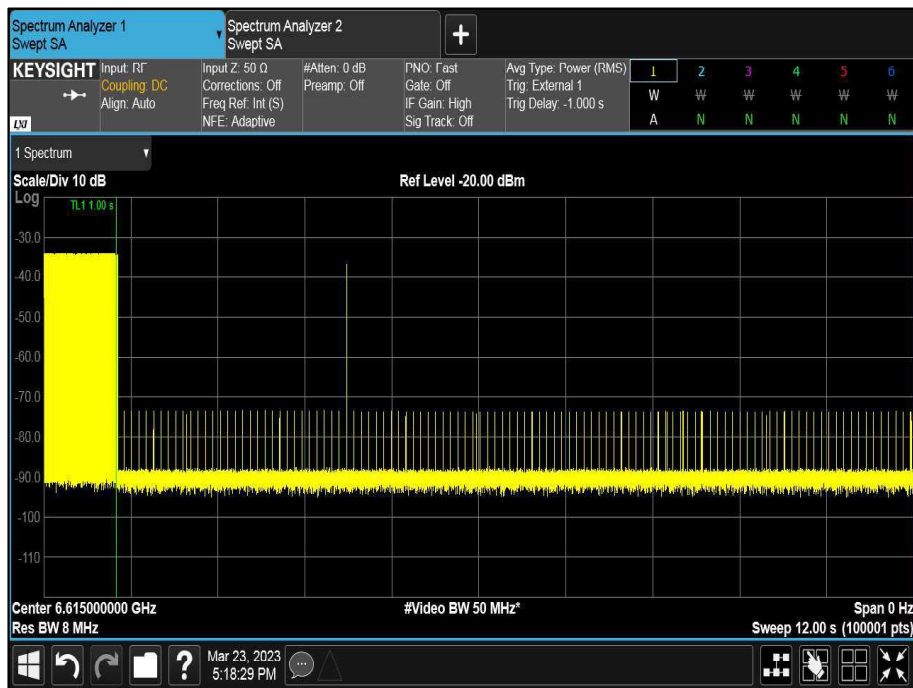 Spectrum Analyzer 1
Swept SA
Spectrum Analyzer 2
Swept SA
KEYSIGHT
LXI
Input: RF
Coupling: DC
Align: Auto
Input Z: 50 Ω
Corrections: Off
Freq Ref: Int (S)
NFE: Adaptive
#Atten: 0 dB
Preamp: Off
PNO: Fast
Gate: Off
IF Gain: High
Sig Track: Off
Avg Type: Power (RMS)
Trig: External 1
Trig Delay: -1.000 s
1 2 3 4 5 6
W W W W W W
A N N N N N
1 Spectrum
Scale/Div 10 dB
Ref Level -20.00 dBm
Log
TL1 1.00 s
-30.0
-40.0
-50.0
-60.0
-70.0
-80.0
-90.0
-100
-110
Center 6.615000000 GHz
#Video BW 50 MHz*
Span 0 Hz
Res BW 8 MHz
Sweep 12.00 s (100001 pts)
?
Mar 23, 2023
5:18:29 PM